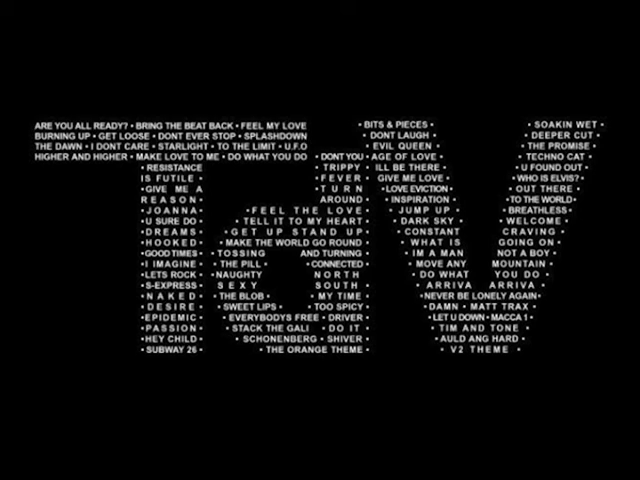 ARE YOU ALL READY? • BRING THE BEAT BACK • FEEL MY LOVE
BURNING UP • GET LOOSE • DONT EVER STOP • SPLASHDOWN
THE DAWN • I DONT CARE • STARLIGHT • TO THE LIMIT • U.F.O
HIGHER AND HIGHER • MAKE LOVE TO ME • DO WHAT YOU DO
• RESISTANCE
IS FUTILE •
• GIVE ME A
REASON •
• JOANNA •
U SURE DO •
• DREAMS •
• HOOKED •
GOOD TIMES •
• I IMAGINE •
LETS ROCK •
• S-EXPRESS
• NAKED •
• DESIRE •
• EPIDEMIC •
• PASSION •
HEY CHILD •
• SUBWAY 26 •
• DONT YOU •
TRIPPY •
FEVER •
TURN
AROUND
• FEEL THE LOVE
• TELL IT TO MY HEART
• GET UP STAND UP •
• MAKE THE WORLD GO ROUND
• TOSSING AND TURNING
• THE PILL • CONNECTED
• NAUGHTY NORTH
SEXY SOUTH
• THE BLOB • • MY TIME
• SWEET LIPS • • TOO SPICY
• EVERYBODYS FREE • DRIVER
• STACK THE GALI • DO IT •
• SCHONENBERG • SHIVER
• THE ORANGE THEME •
• BITS & PIECES •
• DONT LAUGH •
EVIL QUEEN •
AGE OF LOVE •
• ILL BE THERE •
GIVE ME LOVE •
• LOVE EVICTION •
INSPIRATION •
• JUMP UP •
• DARK SKY •
CONSTANT
• WHAT IS
IM A MAN
• MOVE ANY
• DO WHAT
• ARRIVA
• SOAKIN WET •
• DEEPER CUT •
• THE PROMISE •
TECHNO CAT •
• U FOUND OUT
• WHO IS ELVIS? •
OUT THERE •
• TO THE WORLD •
• BREATHLESS •
• WELCOME •
CRAVING •
GOING ON •
NOT A BOY •
MOUNTAIN •
YOU DO •
ARRIVA •
• NEVER BE LONELY AGAIN •
DAMN • MATT TRAX •
• LET U DOWN • MACCA 1 •
• TIM AND TONE •
• AULD ANG HARD •
• V2 THEME •